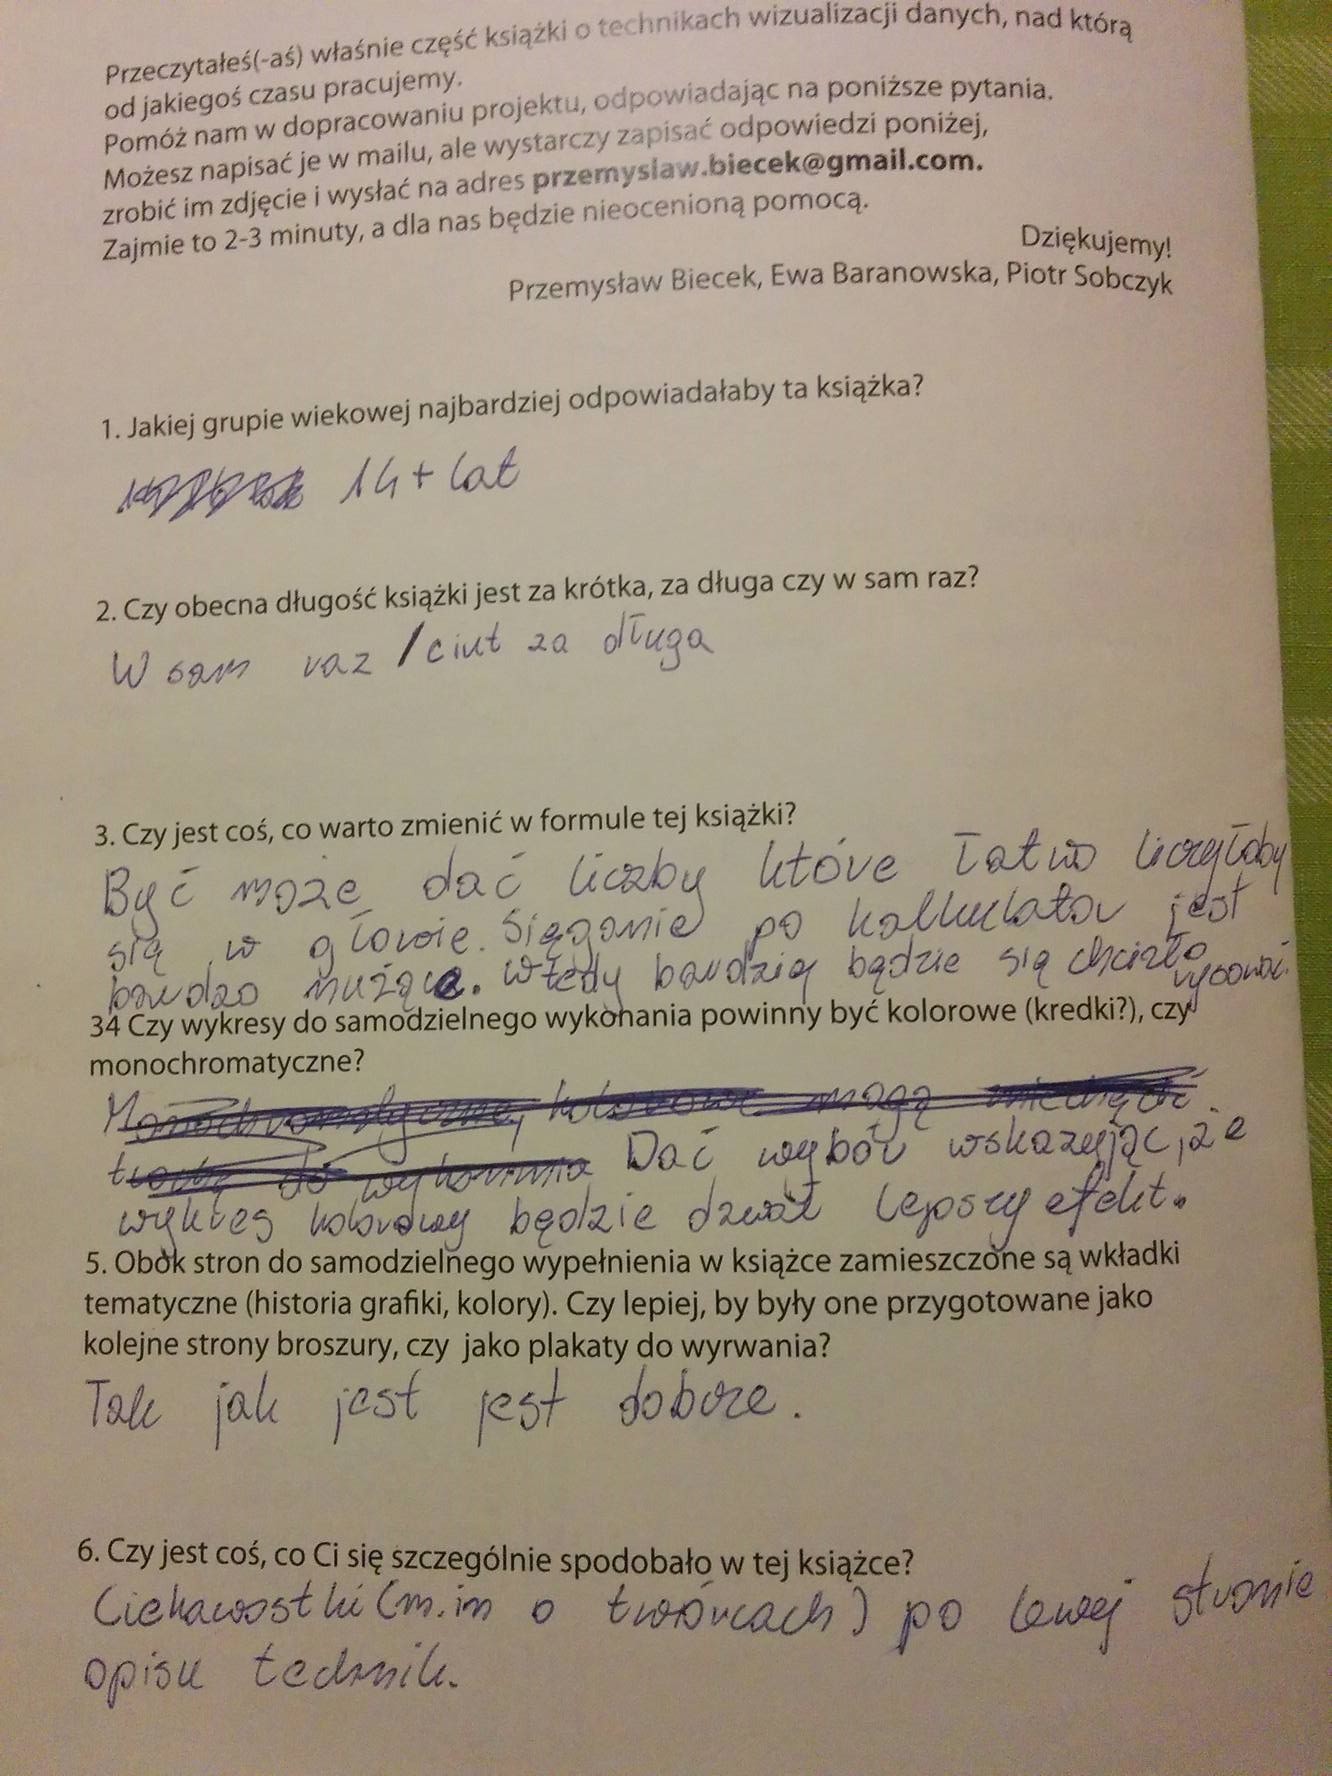 Przeczytałeś(-aś) właśnie część książki o technikach wizualizacji danych, nad którą
od jakiegoś czasu pracujemy.
Pomóż nam w dopracowaniu projektu, odpowiadając na poniższe pytania.
Możesz napisać je w mailu, ale wystarczy zapisać odpowiedzi poniżej,
zrobić im zdjęcie i wysłać na adres przemyslaw.biecek@gmail.com.
Zajmie to 2-3 minuty, a dla nas będzie nieocenioną pomocą.
Dziękujemy!
Przemysław Biecek, Ewa Baranowska, Piotr Sobczyk
1. Jakiej grupie wiekowej najbardziej odpowiadałaby ta książka?
14+ lat
2. Czy obecna długość książki jest za krótka, za długa czy w sam raz?
W sam raz / ciut za długa
3. Czy jest coś, co warto zmienić w formule tej książki?
Być może dać liczby które łatwo liczyłoby
się w głowie. Sięganie po kalkulator jest
bardzo nużące. Wtedy bardziej będzie się chciało
rysować.
34 Czy wykresy do samodzielnego wykonania powinny być kolorowe (kredki?), czy
monochromatyczne?
Monochromatyczne, kolorowe mogą zniechęcić
trochę do wykonania Dać wybór wskazując, że
wykres kolorowy będzie dawał lepszy efekt.
5. Obok stron do samodzielnego wypełnienia w książce zamieszczone są wkładki
tematyczne (historia grafiki, kolory). Czy lepiej, by były one przygotowane jako
kolejne strony broszury, czy jako plakaty do wyrwania?
Tak jak jest jest dobrze.
6. Czy jest coś, co Ci się szczególnie spodobało w tej książce?
Ciekawostki (m.in o twórcach) po lewej stronie
opisu technik.